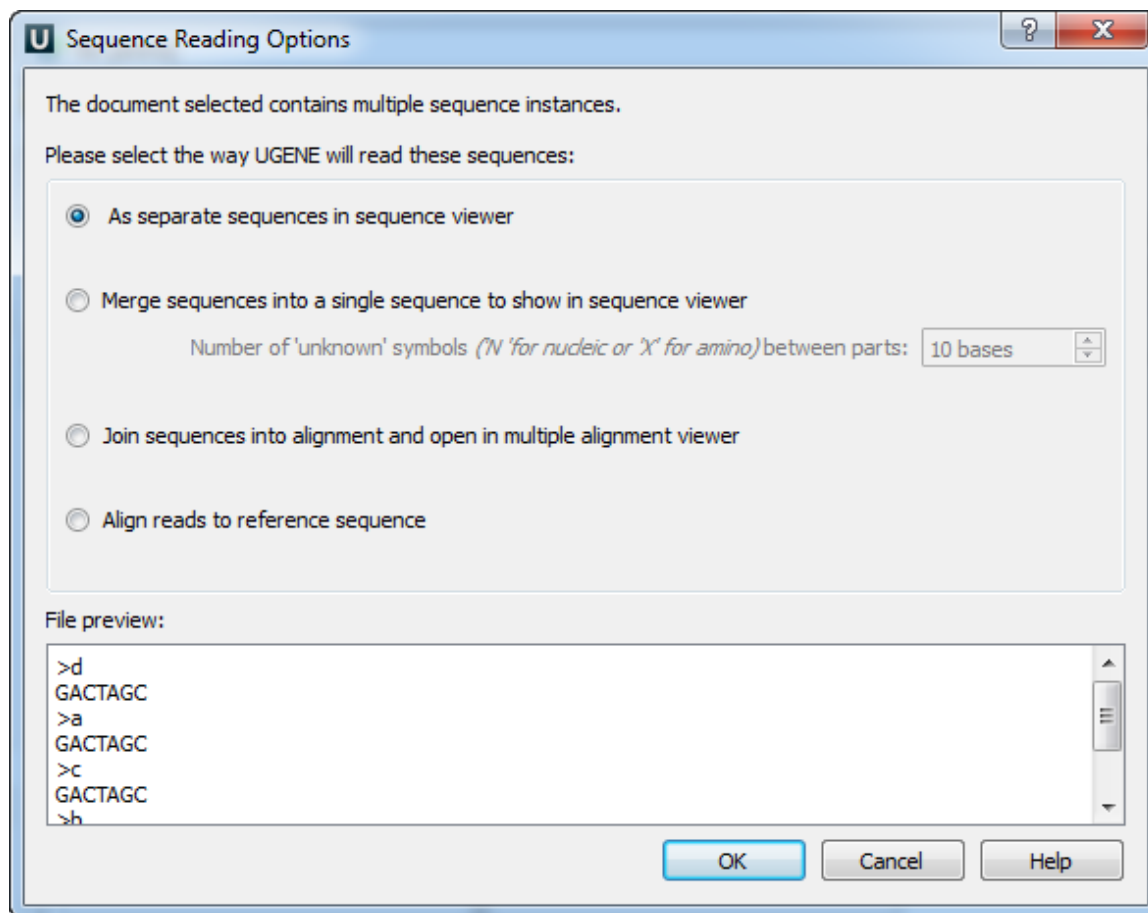 U Sequence Reading Options
The document selected contains multiple sequence instances.
Please select the way UGENE will read these sequences:
As separate sequences in sequence viewer
Merge sequences into a single sequence to show in sequence viewer
Number of 'unknown' symbols ('N 'for nucleic or 'X' for amino) between parts: 10 bases
Join sequences into alignment and open in multiple alignment viewer
Align reads to reference sequence
File preview:
>d
GACTAGC
>a
GACTAGC
>c
GACTAGC
OK Cancel Help